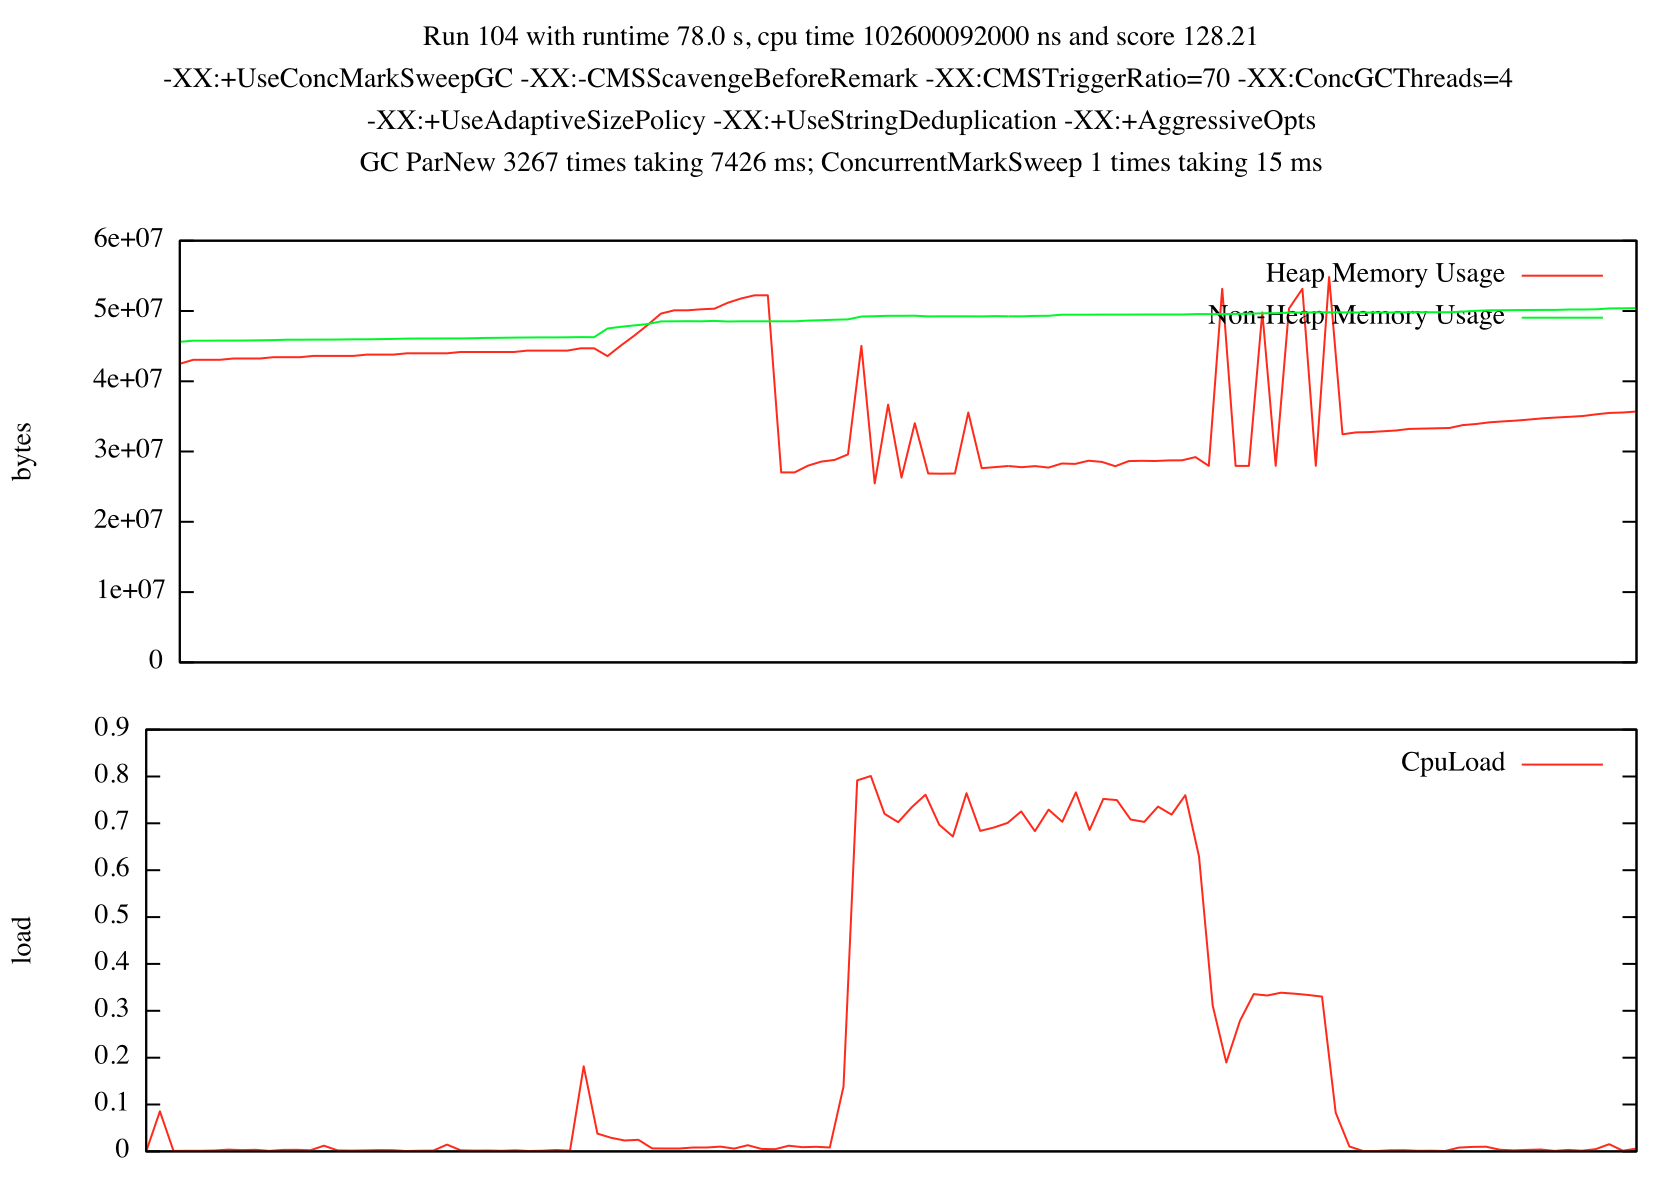 Run 104 with runtime 78.0 s, cpu time 102600092000 ns and score 128.21
-XX:+UseConcMarkSweepGC -XX:-CMSScavengeBeforeRemark -XX:CMSTriggerRatio=70 -XX:ConcGCThreads=4
-XX:+UseAdaptiveSizePolicy -XX:+UseStringDeduplication -XX:+AggressiveOpts
GC ParNew 3267 times taking 7426 ms; ConcurrentMarkSweep 1 times taking 15 ms
6e+07
Heap Memory Usage
5e+07
Non-Heap Memory Usage
4e+07
bytes
3e+07
2e+07
1e+07
0
0.9
CpuLoad
0.8
0.7
0.6
0.5
load
0.4
0.3
0.2
0.1
0